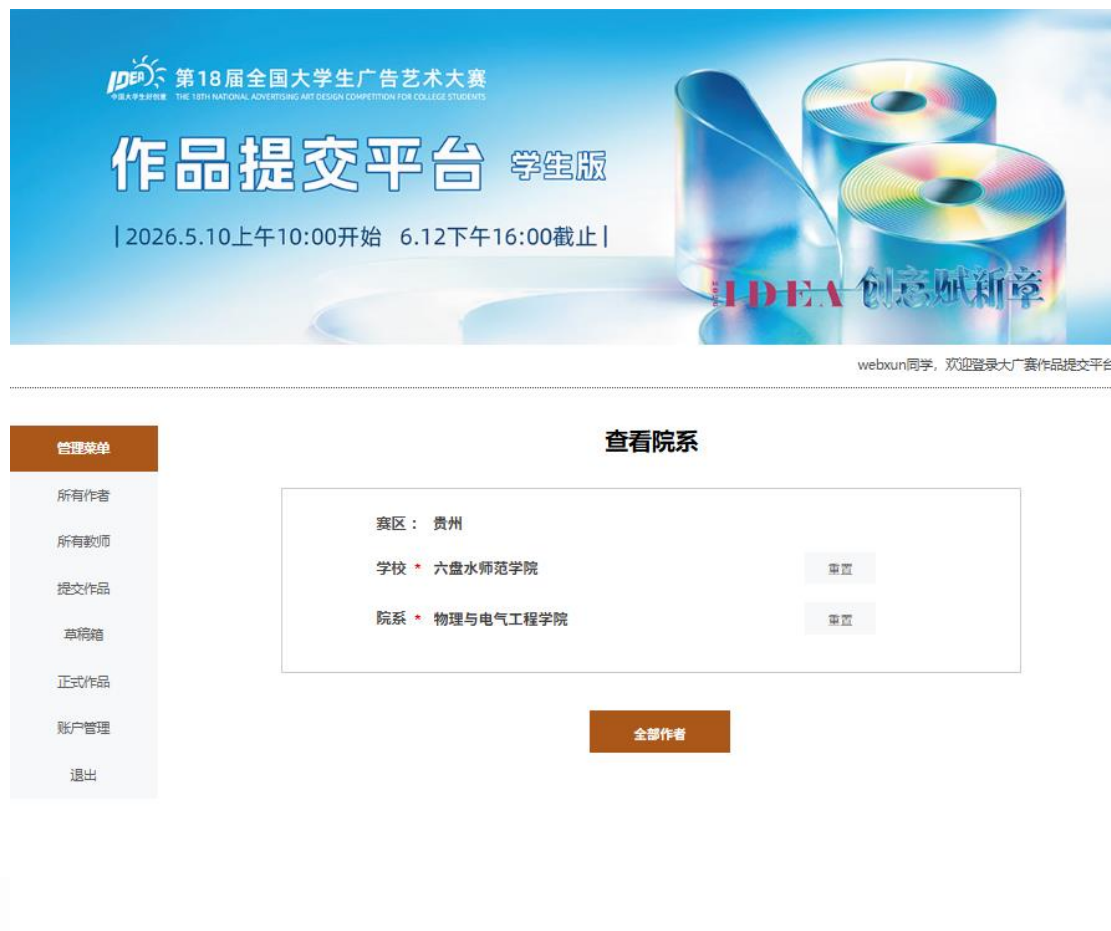 IDEA 第18届全国大学生广告艺术大赛
中国大学生好创意 THE 18TH NATIONAL ADVERTISING ART DESIGN COMPETITION FOR COLLEGE STUDENTS
作品提交平台 学生版
|2026.5.10上午10:00开始 6.12下午16:00截止|
2026 IDEA 创意赋新章
webxun同学，欢迎登录大广赛作品提交平台
管理菜单
所有作者
所有教师
提交作品
草稿箱
正式作品
账户管理
退出
查看院系
赛区： 贵州
学校 * 六盘水师范学院 重置
院系 * 物理与电气工程学院 重置
全部作者